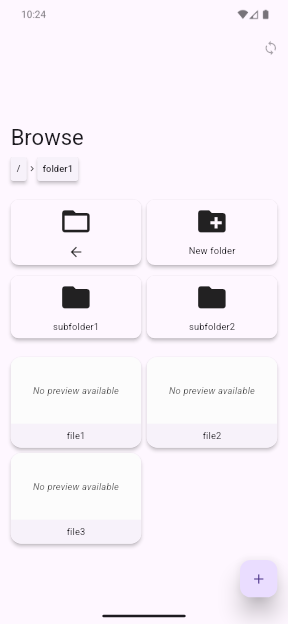 10:24
Browse
/ › folder1
New folder
subfolder1 subfolder2
No preview available No preview available
file1 file2
No preview available
file3